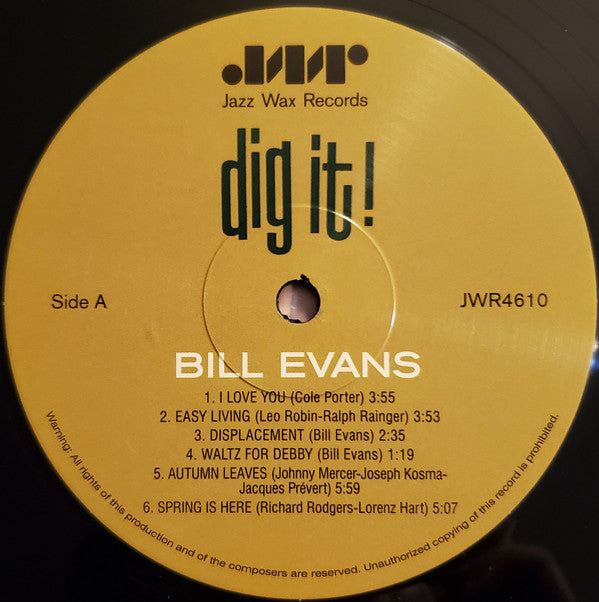 JWR
Jazz Wax Records
dig it!
Side A
JWR4610
BILL EVANS
1. I LOVE YOU (Cole Porter) 3:55
2. EASY LIVING (Leo Robin-Ralph Rainger) 3:53
3. DISPLACEMENT (Bill Evans) 2:35
4. WALTZ FOR DEBBY (Bill Evans) 1:19
5. AUTUMN LEAVES (Johnny Mercer-Joseph Kosma-
Jacques Prévert) 5:59
6. SPRING IS HERE (Richard Rodgers-Lorenz Hart) 5:07
Warning: All rights of this production and of the composers are reserved. Unauthorized copying of this record is prohibited.